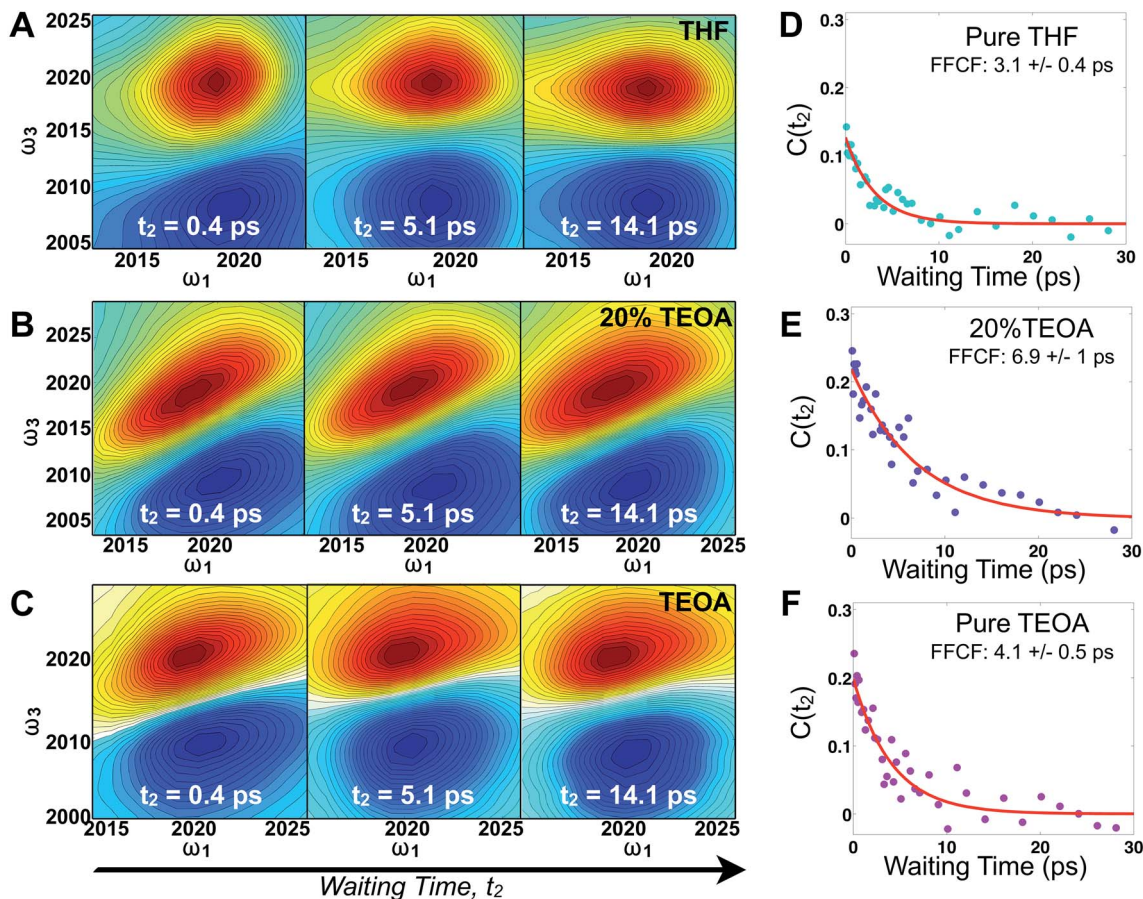 A
THF
ω3
2025
2020
2015
2010
2005
t2 = 0.4 ps
t2 = 5.1 ps
t2 = 14.1 ps
2015 2020 2015 2020 2015 2020
ω1 ω1 ω1
B
20% TEOA
ω3
2025
2020
2015
2010
2005
t2 = 0.4 ps
t2 = 5.1 ps
t2 = 14.1 ps
2015 2020 2015 2020 2015 2020 2025
ω1 ω1 ω1
C
TEOA
ω3
2020
2010
2000
t2 = 0.4 ps
t2 = 5.1 ps
t2 = 14.1 ps
2015 2020 2025 2020 2025 2020 2025
ω1 ω1 ω1
Waiting Time, t2
D
Pure THF
FFCF: 3.1 +/- 0.4 ps
C(t2)
0.3
0.2
0.1
0
0 10 20 30
Waiting Time (ps)
E
20%TEOA
FFCF: 6.9 +/- 1 ps
C(t2)
0.3
0.2
0.1
0
0 10 20 30
Waiting Time (ps)
F
Pure TEOA
FFCF: 4.1 +/- 0.5 ps
C(t2)
0.3
0.2
0.1
0
0 10 20 30
Waiting Time (ps)